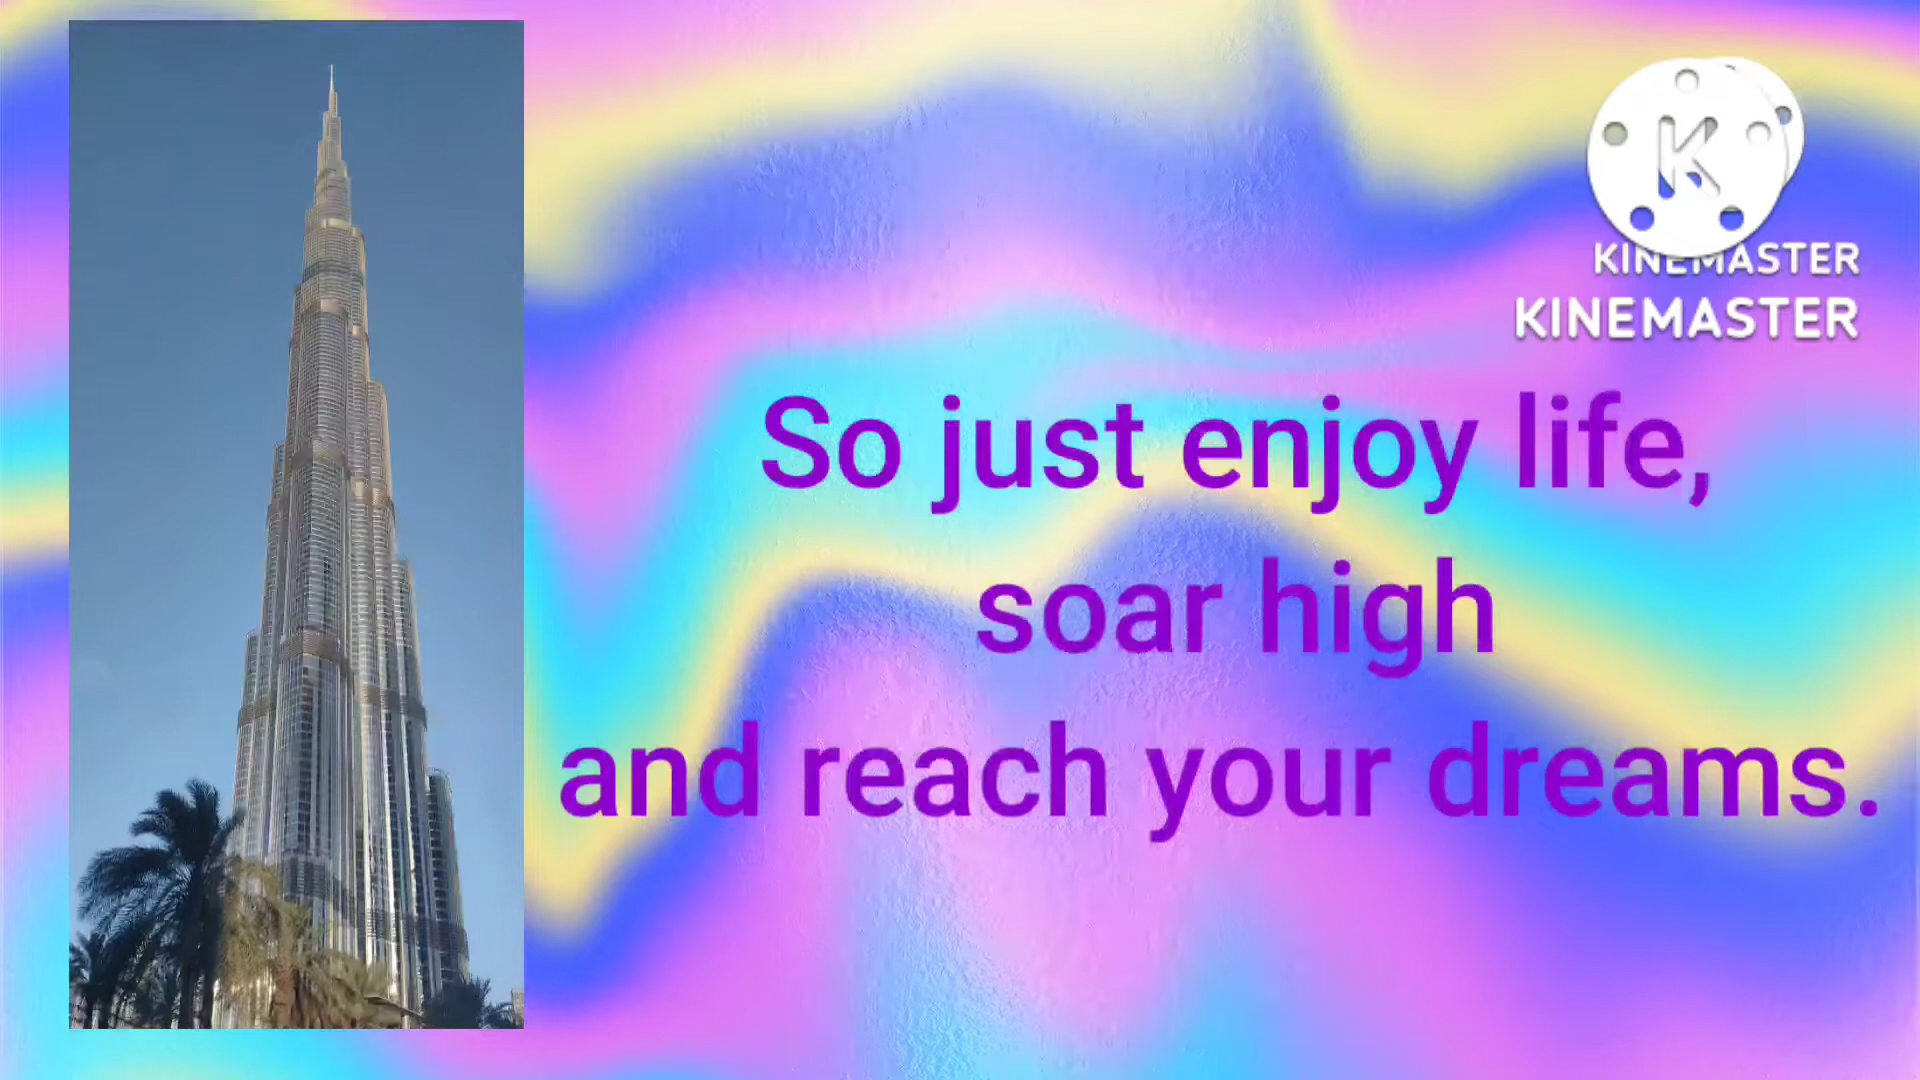 K
KINEMASTER
KINEMASTER
So just enjoy life,
soar high
and reach your dreams.